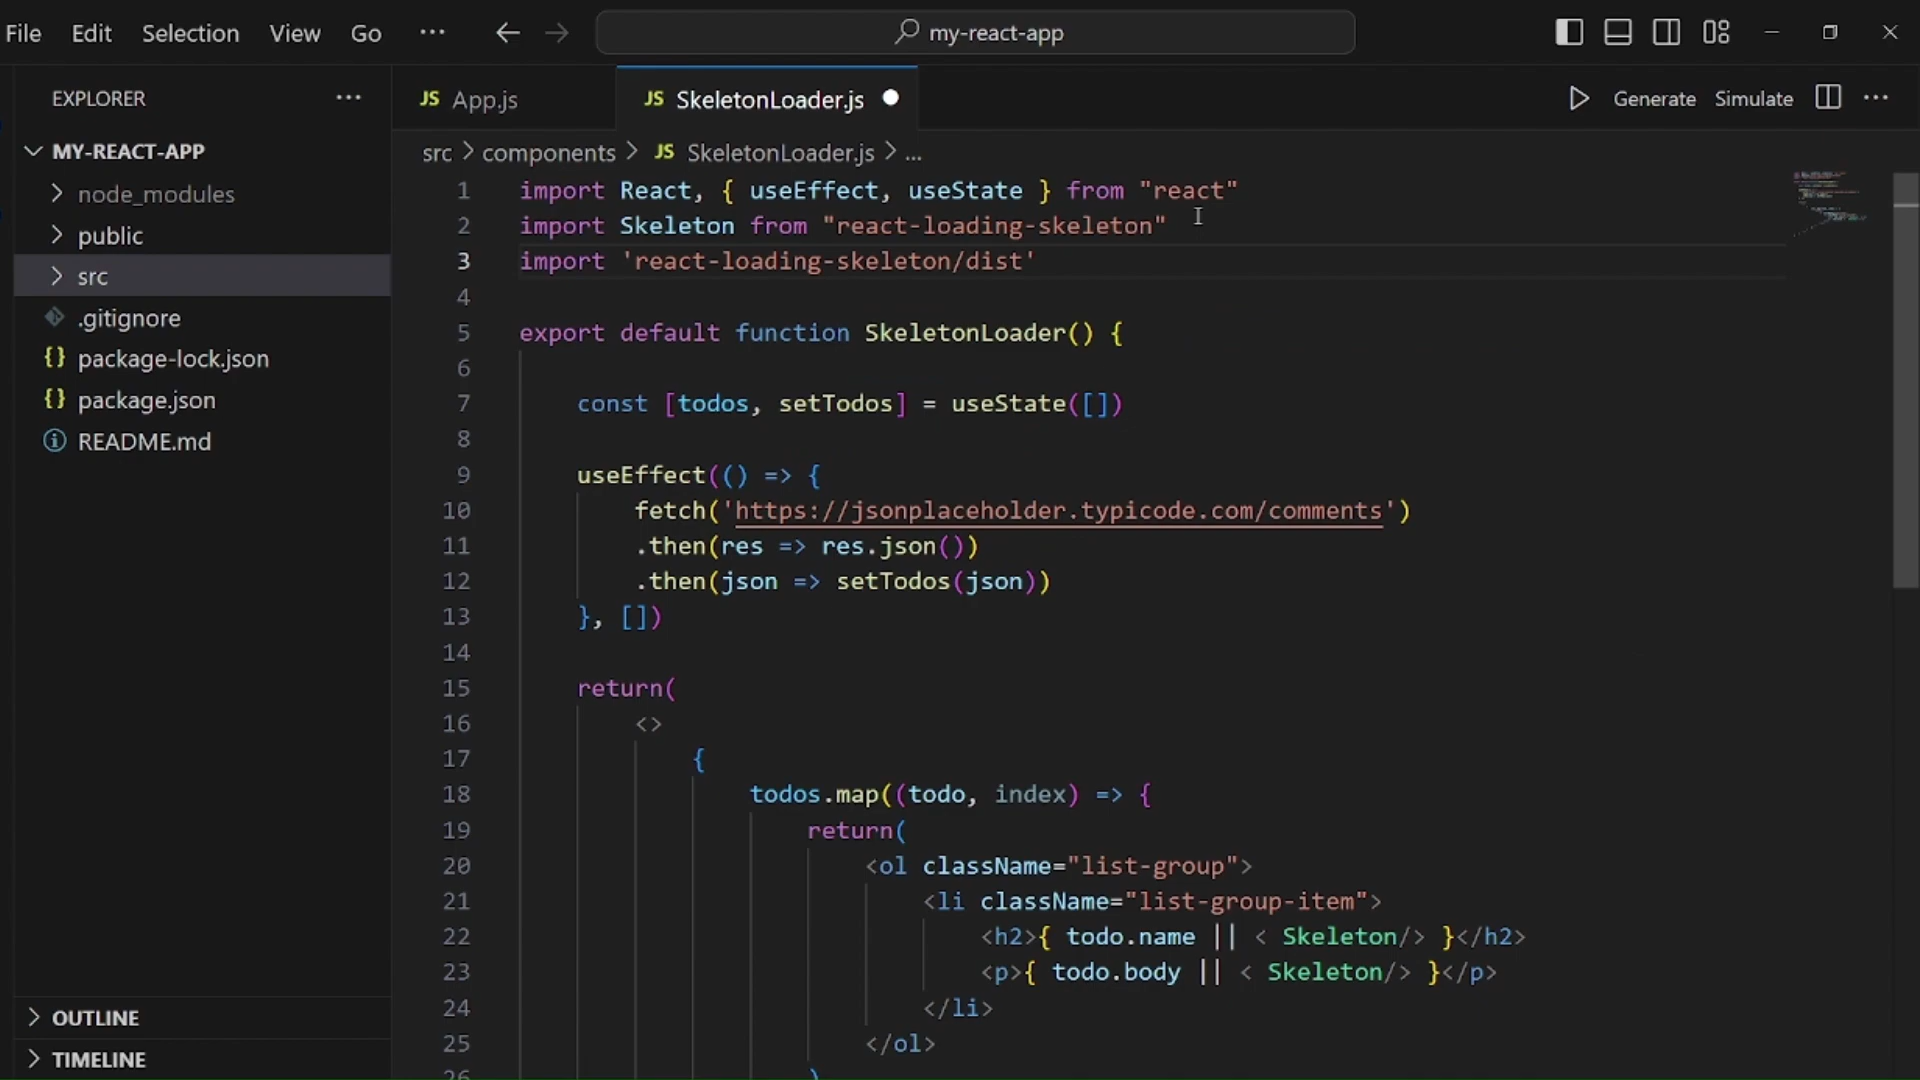 File Edit Selection View Go ... my-react-app
EXPLORER ...
MY-REACT-APP
node_modules
public
src
.gitignore
{} package-lock.json
{} package.json
README.md
OUTLINE
TIMELINE
JS App.js
JS SkeletonLoader.js
Generate Simulate ...
src > components > JS SkeletonLoader.js > ...
1 import React, { useEffect, useState } from "react"
2 import Skeleton from "react-loading-skeleton"
3 import 'react-loading-skeleton/dist'
4
5 export default function SkeletonLoader() {
6
7 const [todos, setTodos] = useState([])
8
9 useEffect(() => {
10 fetch('https://jsonplaceholder.typicode.com/comments')
11 .then(res => res.json())
12 .then(json => setTodos(json))
13 }, [])
14
15 return(
16 <>
17 {
18 todos.map((todo, index) => {
19 return(
20 <ol className="list-group">
21 <li className="list-group-item">
22 <h2>{ todo.name || < Skeleton/> }</h2>
23 <p>{ todo.body || < Skeleton/> }</p>
24 </li>
25 </ol>
26 )